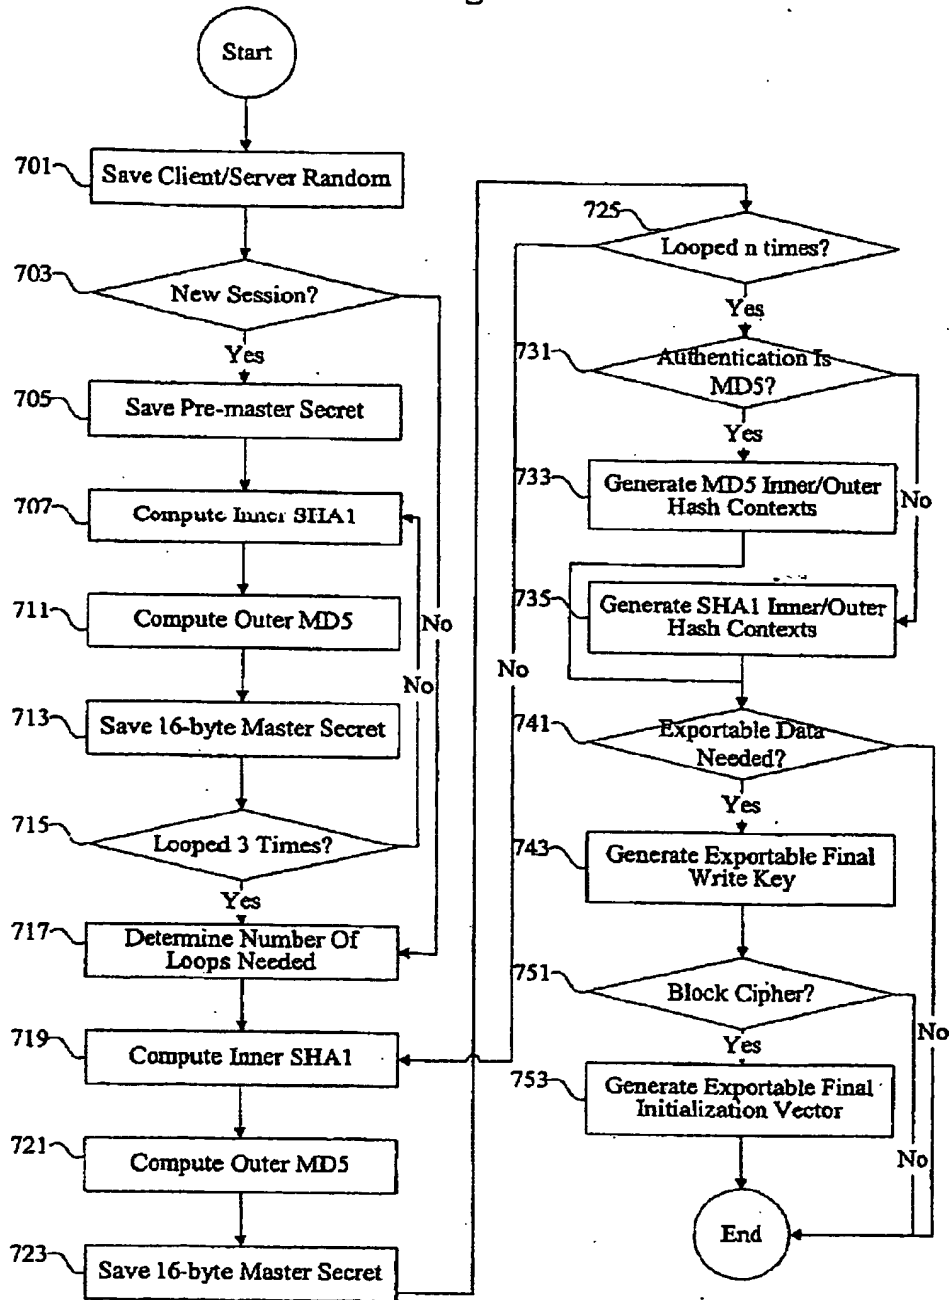 Start
701
Save Client/Server Random
703
New Session?
Yes
705
Save Pre-master Secret
707
Compute Inner SHA1
711
Compute Outer MD5
No
No
713
Save 16-byte Master Secret
715
Looped 3 Times?
Yes
717
Determine Number Of
Loops Needed
719
Compute Inner SHA1
721
Compute Outer MD5
723
Save 16-byte Master Secret
725
Looped n times?
Yes
731
Authentication Is
MD5?
Yes
733
Generate MD5 Inner/Outer
Hash Contexts
No
735
Generate SHA1 Inner/Outer
Hash Contexts
No
741
Exportable Data
Needed?
Yes
743
Generate Exportable Final
Write Key
751
Block Cipher?
No
Yes
753
Generate Exportable Final
Initialization Vector
No
End